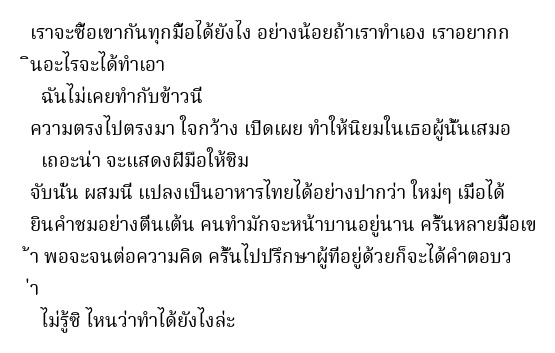 เราจะซื้อเขากันทุกมื้อได้ยังไง อย่างน้อยถ้าเราทำเอง เราอยากก
ินอะไรจะได้ทำเอา
ฉันไม่เคยทำกับข้าวนี่
ความตรงไปตรงมา ใจกว้าง เปิดเผย ทำให้นิยมในเธอผู้นั้นเสมอ
เถอะน่า จะแสดงฝีมือให้ชิม
จับนั่น ผสมนี่ แปลงเป็นอาหารไทยได้อย่างปากว่า ใหม่ๆ เมื่อได้
ยินคำชมอย่างตื่นเต้น คนทำมักจะหน้าบานอยู่นาน ครั้นหลายมื้อเข
้า พอจะจนต่อความคิด ครั้นไปปรึกษาผู้ที่อยู่ด้วยก็จะได้คำตอบว
่า
ไม่รู้ซิ ไหนว่าทำได้ยังไงล่ะ